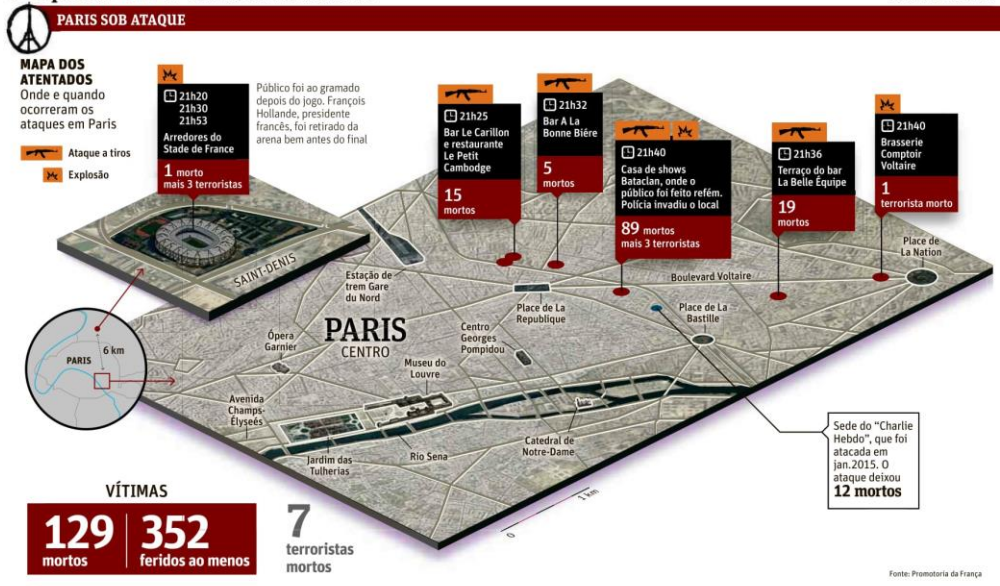 PARIS SOB ATAQUE
MAPA DOS
ATENTADOS
Onde e quando
ocorreram os
ataques em Paris
Ataque a tiros
Explosão
21h20
21h30
21h53
Arredores do
Stade de France
1 morto
mais 3 terroristas
Público foi ao gramado
depois do jogo. François
Hollande, presidente
francês, foi retirado da
arena bem antes do final
21h25
Bar Le Carillon
e restaurante
Le Petit
Cambodge
15
mortos
21h32
Bar A La
Bonne Biére
5
mortos
21h40
Casa de shows
Bataclan, onde o
público foi feito refém.
Polícia invadiu o local
89 mortos
mais 3 terroristas
21h36
Terraço do bar
La Belle Équipe
19
mortos
21h40
Brasserie
Comptoir
Voltaire
1
terrorista morto
SAINT-DENIS
Estação de
trem Gare
du Nord
Boulevard Voltaire
Place de
La Nation
Place de La
Republique
Place de La
Bastille
PARIS
CENTRO
Centro
Georges
Pompidou
Ópera
Garnier
Museu do
Louvre
PARIS
6 km
Avenida
Champs-
Élyseés
Jardim das
Tulherias
Rio Sena
Catedral de
Notre-Dame
Sede do "Charlie
Hebdo", que foi
atacada em
jan.2015. O
ataque deixou
12 mortos
0 1 km
VÍTIMAS
129
mortos
352
feridos ao menos
7
terroristas
mortos
Fonte: Promotoria da França